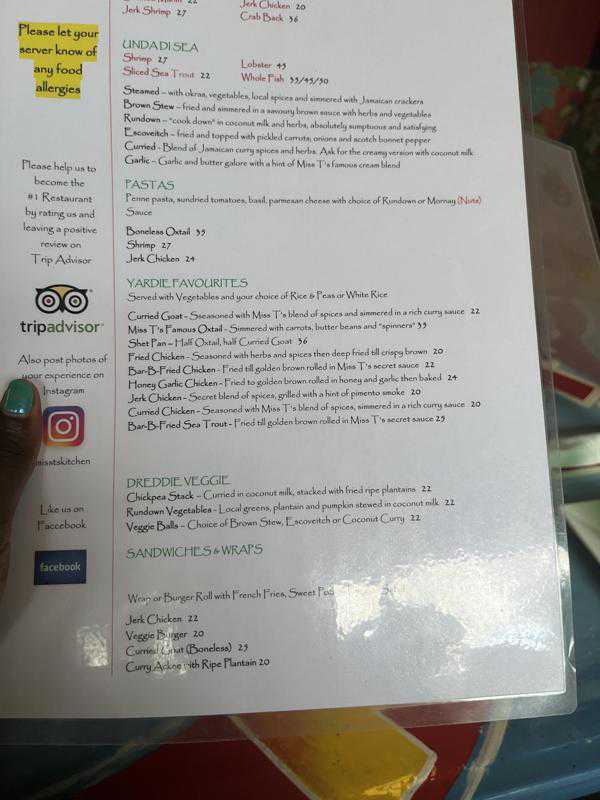 22
Jerk Chicken 20
Jerk Shrimp 27
Crab Back 36
Please let your
server know of
any food
allergies
UNDA DI SEA
Shrimp 27
Lobster 45
Sliced Sea Trout 22
Whole Fish 35/45/50
Steamed – with okras, vegetables, local spices and simmered with Jamaican crackers
Brown Stew – fried and simmered in a savoury brown sauce with herbs and vegetables
Rundown – "cook down" in coconut milk and herbs, absolutely sumptuous and satisfying
Escoveitch – fried and topped with pickled carrots, onions and scotch bonnet pepper
Curried - Blend of Jamaican curry spices and herbs. Ask for the creamy version with coconut milk
Garlic – Garlic and butter galore with a hint of Miss T's famous cream blend
Please help us to
become the
#1 Restaurant
by rating us and
leaving a positive
review on
Trip Advisor
tripadvisor
Also post photos of
your experience on
Instagram
misstskitchen
Like us on
Faccebook
facebook
PASTAS
Penne pasta, sundried tomatoes, basil, parmesan cheese with choice of Rundown or Mornay (Nuts)
Sauce
Boneless Oxtail 35
Shrimp 27
Jerk Chicken 24
YARDIE FAVOURITES
Served with Vegetables and your choice of Rice & Peas or White Rice
Curried Goat – Sseasoned with Miss T's blend of spices and simmered in a rich curry sauce 22
Miss T's Famous Oxtail - Simmered with carrots, butter beans and "spinners" 33
Shet Pan – Half Oxtail, half Curried Goat 36
Fried Chicken - Seasoned with herbs and spices then deep fried till crispy brown 20
Bar-B-Fried Chicken - Fried till golden brown rolled in Miss T's secret sauce 22
Honey Garlic Chicken - Fried to golden brown rolled in honey and garlic then baked 24
Jerk Chicken - Secret blend of spices, grilled with a hint of pimento smoke 20
Curried Chicken - Seasoned with Miss T's blend of spices, simmered in a rich curry sauce 20
Bar-B-Fried Sea Trout - Fried till golden brown rolled in Miss T's secret sauce 25
DREDDIE VEGGIE
Chickpea Stack – Curried in coconut milk, stacked with fried ripe plantains 22
Rundown Vegetables - Local greens, plantain and pumpkin stewed in coconut milk 22
Veggie Balls – Choice of Brown Stew, Escoveitch or Coconut Curry 22
SANDWICHES & WRAPS
Wrap or Burger Roll with French Fries, Sweet
Jerk Chicken 22
Veggie Burger 20
Curried Goat (Boneless) 25
Curry Ackee with Ripe Plantain 20